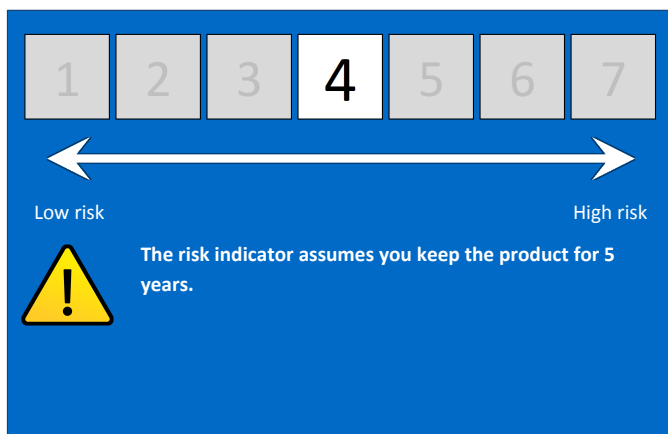 1 2 3 4 5 6 7
Low risk High risk
The risk indicator assumes you keep the product for 5
years.